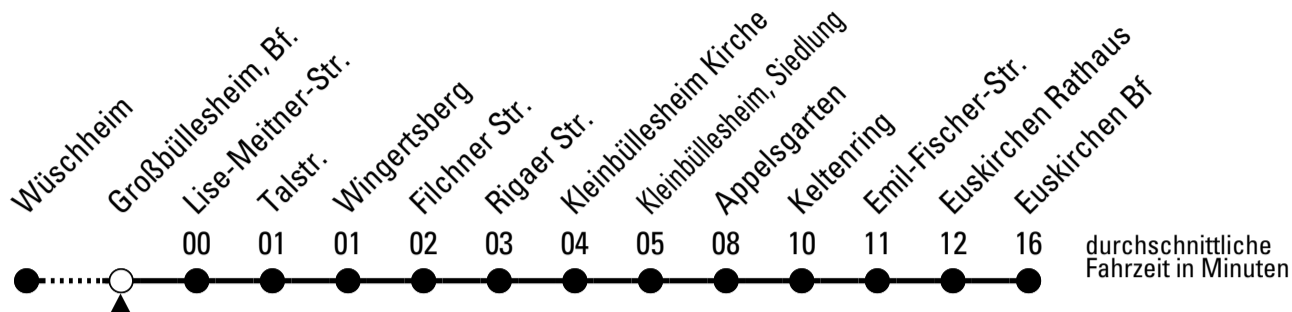 Wüschheim
Großbüllesheim, Bf.
Lise-Meitner-Str.
Talstr.
Wingertsberg
Filchner Str.
Rigaer Str.
Kleinbüllesheim Kirche
Kleinbüllesheim, Siedlung
Appelsgarten
Keltenring
Emil-Fischer-Str.
Euskirchen Rathaus
Euskirchen Bf
00 01 01 02 03 04 05 08 10 11 12 16
durchschnittliche
Fahrzeit in Minuten